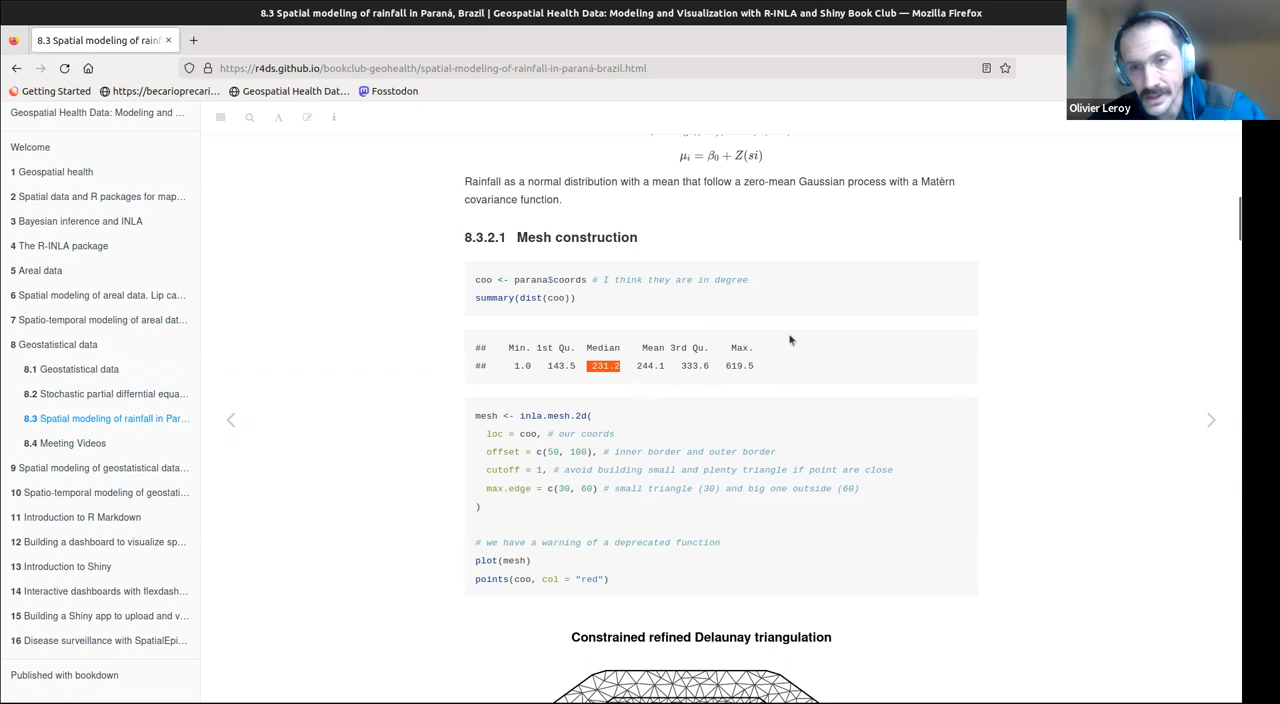 8.3 Spatial modeling of rainfall in Paraná, Brazil | Geospatial Health Data: Modeling and Visualization with R-INLA and Shiny Book Club — Mozilla Firefox
8.3 Spatial modeling of rainf
https://r4ds.github.io/bookclub-geohealth/spatial-modeling-of-rainfall-in-paraná-brazil.html
Getting Started
https://becarioprecari...
Geospatial Health Dat...
Fosstodon
Olivier Leroy
Geospatial Health Data: Modeling and ...
Welcome
1 Geospatial health
2 Spatial data and R packages for map...
3 Bayesian inference and INLA
4 The R-INLA package
5 Areal data
6 Spatial modeling of areal data. Lip ca...
7 Spatio-temporal modeling of areal dat...
8 Geostatistical data
8.1 Geostatistical data
8.2 Stochastic partial differntial equa...
8.3 Spatial modeling of rainfall in Par...
8.4 Meeting Videos
9 Spatial modeling of geostatistical data...
10 Spatio-temporal modeling of geostati...
11 Introduction to R Markdown
12 Building a dashboard to visualize sp...
13 Introduction to Shiny
14 Interactive dashboards with flexdash...
15 Building a Shiny app to upload and v...
16 Disease surveillance with SpatialEpi...
Published with bookdown
μi = β0 + Z(si)
Rainfall as a normal distribution with a mean that follow a zero-mean Gaussian process with a Matèrn
covariance function.
8.3.2.1 Mesh construction
coo <- parana$coords # I think they are in degree
summary(dist(coo))
## Min. 1st Qu. Median Mean 3rd Qu. Max.
## 1.0 143.5 231.2 244.1 333.6 619.5
mesh <- inla.mesh.2d(
loc = coo, # our coords
offset = c(50, 100), # inner border and outer border
cutoff = 1, # avoid building small and plenty triangle if point are close
max.edge = c(30, 60) # small triangle (30) and big one outside (60)
)
# we have a warning of a deprecated function
plot(mesh)
points(coo, col = "red")
Constrained refined Delaunay triangulation